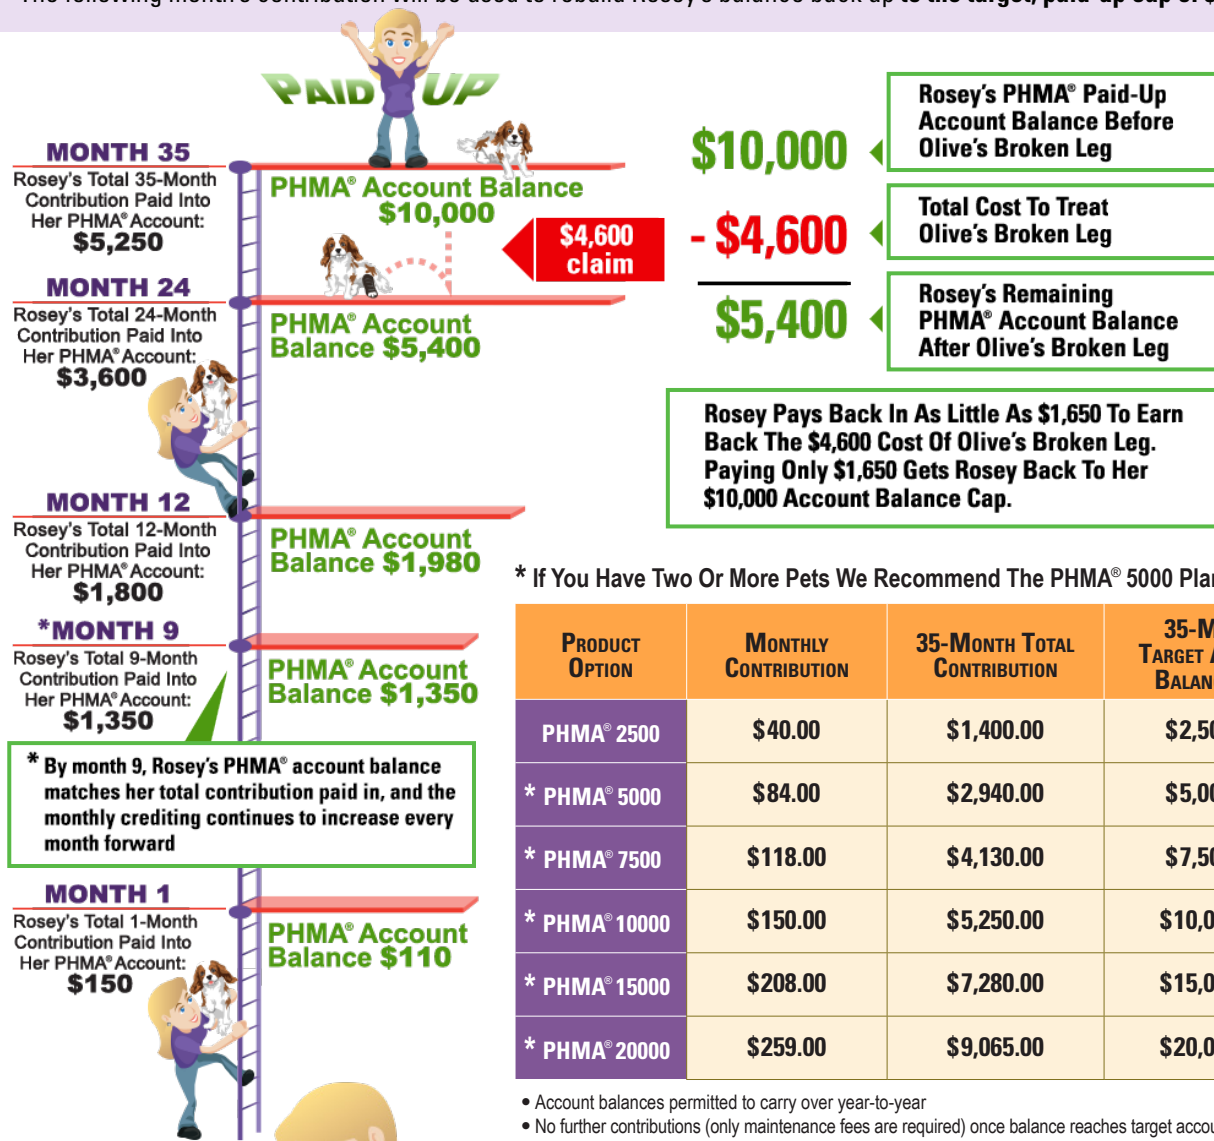 PAID UP
MONTH 35
Rosey's Total 35-Month
Contribution Paid Into
Her PHMA® Account:
$5,250
PHMA® Account Balance
$10,000
$4,600
claim
MONTH 24
Rosey's Total 24-Month
Contribution Paid Into
Her PHMA® Account:
$3,600
PHMA® Account
Balance $5,400
MONTH 12
Rosey's Total 12-Month
Contribution Paid Into
Her PHMA® Account:
$1,800
PHMA® Account
Balance $1,980
*MONTH 9
Rosey's Total 9-Month
Contribution Paid Into
Her PHMA® Account:
$1,350
PHMA® Account
Balance $1,350
* By month 9, Rosey's PHMA® account balance
matches her total contribution paid in, and the
monthly crediting continues to increase every
month forward
MONTH 1
Rosey's Total 1-Month
Contribution Paid Into
Her PHMA® Account:
$150
PHMA® Account
Balance $110
$10,000
Rosey's PHMA® Paid-Up
Account Balance Before
Olive's Broken Leg
- $4,600
Total Cost To Treat
Olive's Broken Leg
$5,400
Rosey's Remaining
PHMA® Account Balance
After Olive's Broken Leg
Rosey Pays Back In As Little As $1,650 To Earn
Back The $4,600 Cost Of Olive's Broken Leg.
Paying Only $1,650 Gets Rosey Back To Her
$10,000 Account Balance Cap.
* If You Have Two Or More Pets We Recommend The PHMA® 5000
PRODUCT OPTION MONTHLY CONTRIBUTION 35-MONTH TOTAL CONTRIBUTION TARGET
PHMA® 2500 $40.00 $1,400.00
* PHMA® 5000 $84.00 $2,940.00
* PHMA® 7500 $118.00 $4,130.00
* PHMA® 10000 $150.00 $5,250.00
* PHMA® 15000 $208.00 $7,280.00
* PHMA® 20000 $259.00 $9,065.00
• Account balances permitted to carry over year-to-year
• No further contributions (only maintenance fees are required) once balance reaches target